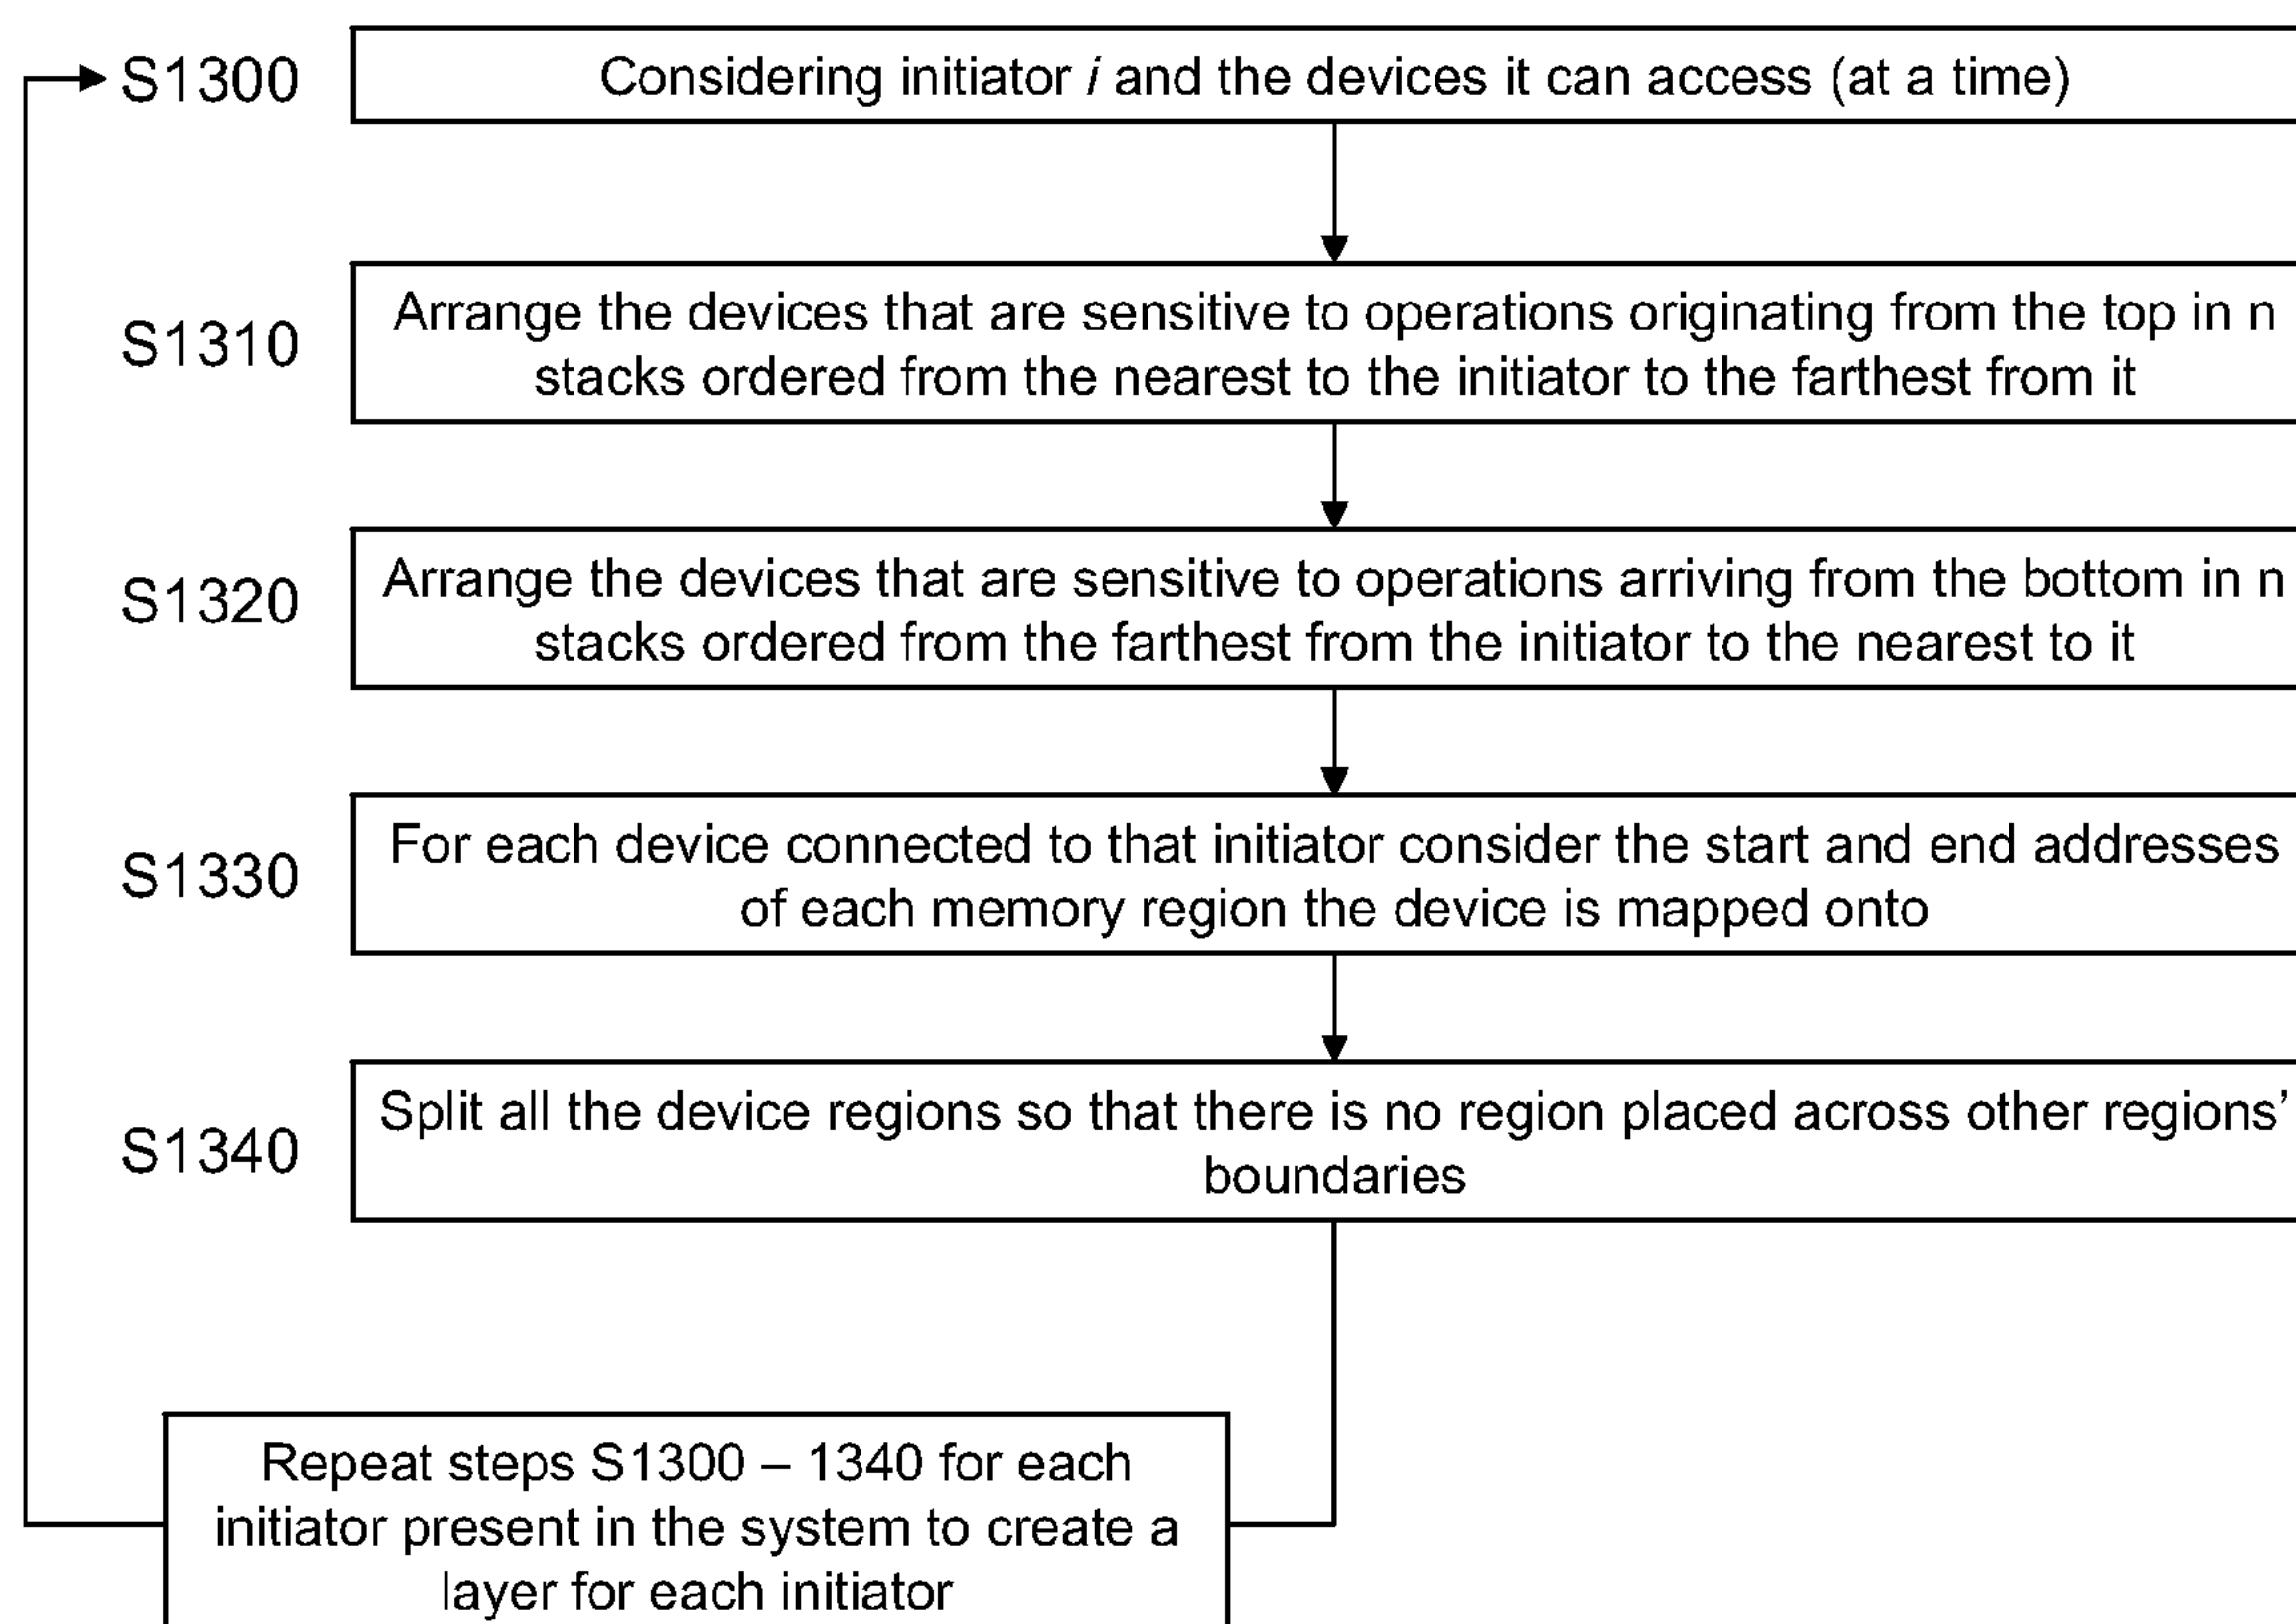 S1300
Considering initiator i and the devices it can access (at a time)
S1310
Arrange the devices that are sensitive to operations originating from the top in n
stacks ordered from the nearest to the initiator to the farthest from it
S1320
Arrange the devices that are sensitive to operations arriving from the bottom in n
stacks ordered from the farthest from the initiator to the nearest to it
S1330
For each device connected to that initiator consider the start and end addresses
of each memory region the device is mapped onto
S1340
Split all the device regions so that there is no region placed across other regions’
boundaries
Repeat steps S1300 – 1340 for each
initiator present in the system to create a
layer for each initiator